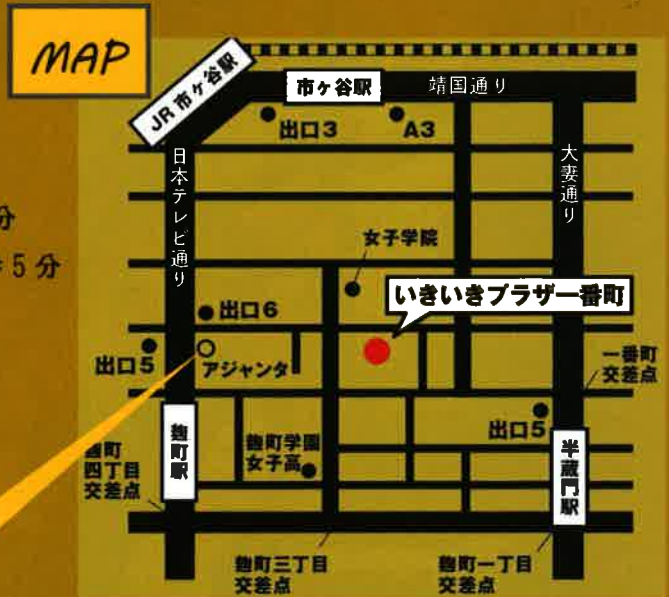 MAP
JR 市ヶ谷駅
市ヶ谷駅
靖国通り
出口3
A3
日本テレビ通り
大妻通り
分
5 分
女子学院
いきいきプラザ一番町
出口6
出口5
アジャンタ
一番町
交差点
出口5
麹町
四丁目
交差点
麹町駅
麹町学園
女子高
半蔵門駅
麹町三丁目
交差点
麹町一丁目
交差点